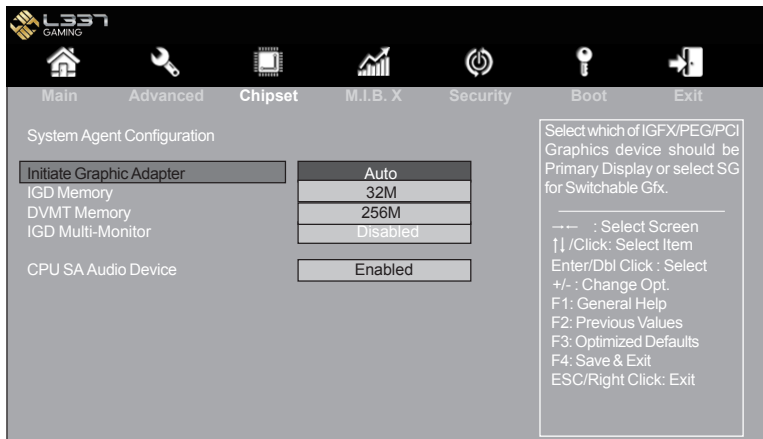 L337
GAMING
Main Advanced Chipset M.I.B. X Security Boot Exit
System Agent Configuration
Initiate Graphic Adapter Auto
IGD Memory 32M
DVMT Memory 256M
IGD Multi-Monitor Disabled
CPU SA Audio Device Enabled
Select which of IGFX/PEG/PCI
Graphics device should be
Primary Display or select SG
for Switchable Gfx.
→← : Select Screen
↑↓/Click: Select Item
Enter/Dbl Click : Select
+/- : Change Opt.
F1: General Help
F2: Previous Values
F3: Optimized Defaults
F4: Save & Exit
ESC/Right Click: Exit